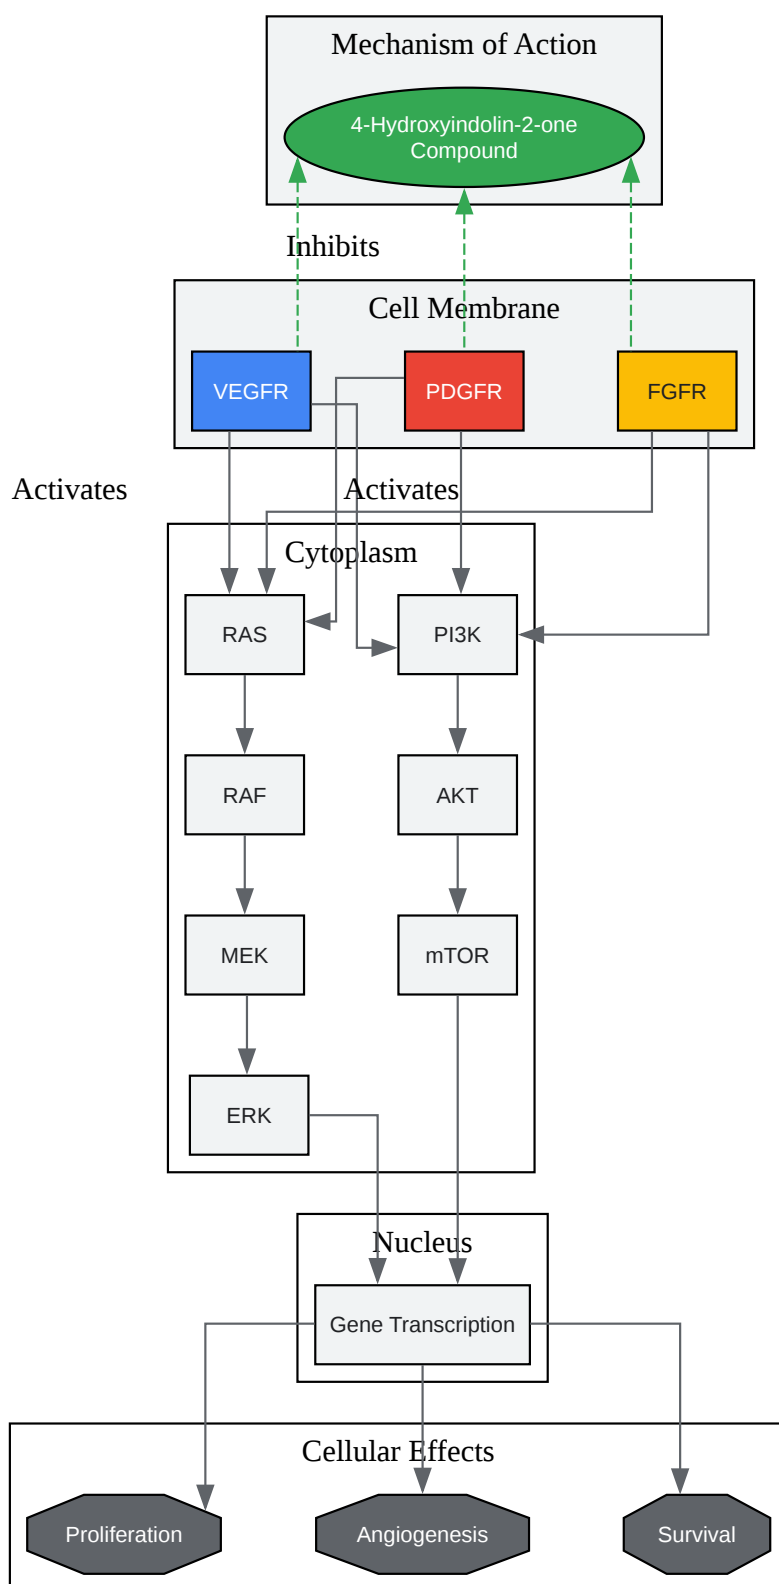 Mechanism of Action
4-Hydroxyindolin-2-one
Compound
Inhibits
Cell Membrane
VEGFR
PDGFR
FGFR
Activates
Activates
Cytoplasm
RAS
PI3K
RAF
AKT
MEK
mTOR
ERK
Nucleus
Gene Transcription
Cellular Effects
Proliferation
Angiogenesis
Survival